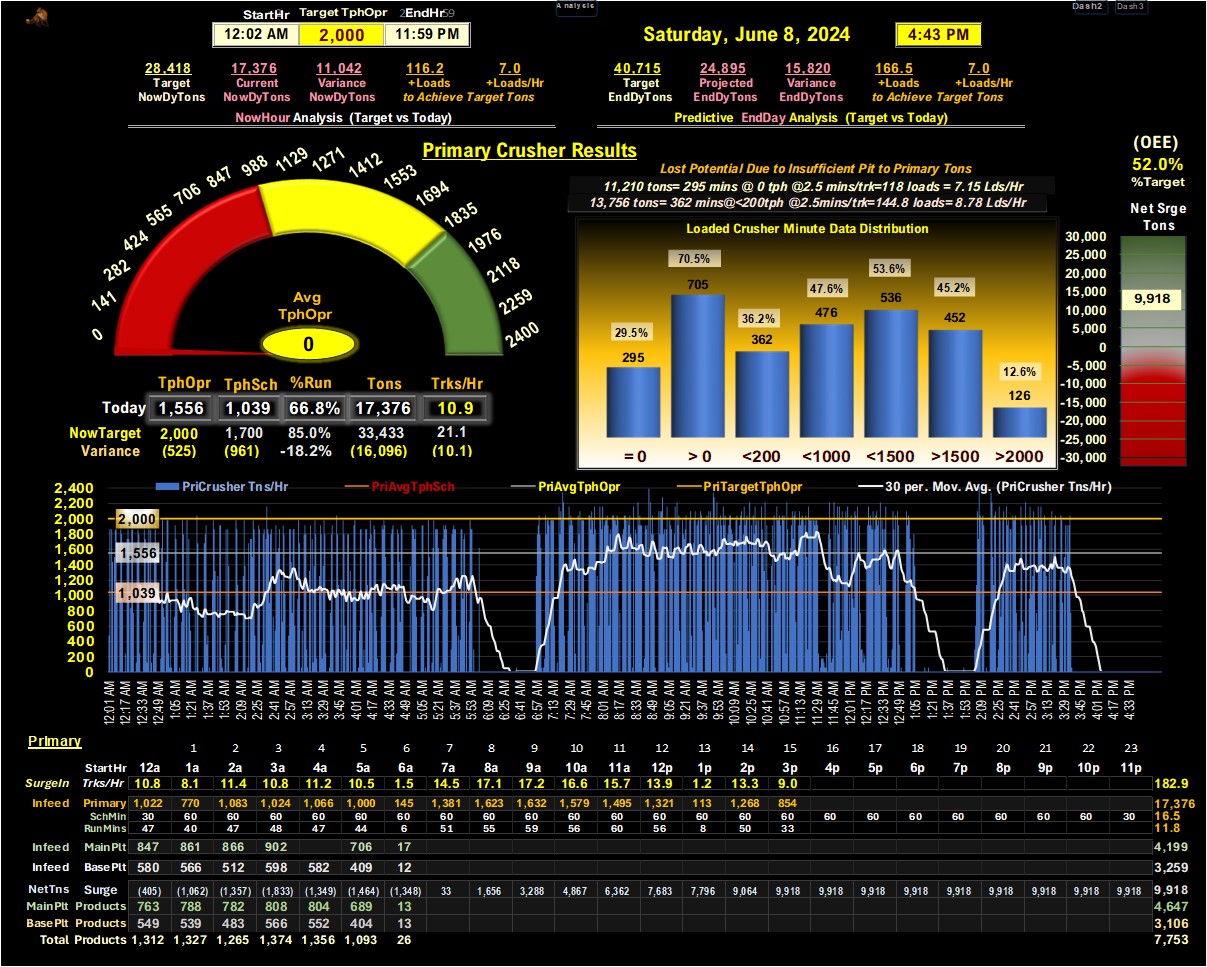 StartHr Target TphOpr EndHr
12:02 AM 2,000 11:59 PM
Analysis
Dash2 Dash3
Saturday, June 8, 2024 4:43 PM
28,418 17,376 11,042 116.2 7.0
Target Current Variance +Loads +Loads/Hr
NowDyTons NowDyTons NowDyTons to Achieve Target Tons
NowHour Analysis (Target vs Today)
40,715 24,895 15,820 166.5 7.0
Target Projected Variance +Loads +Loads/Hr
EndDyTons EndDyTons EndDyTons to Achieve Target Tons
Predictive EndDay Analysis (Target vs Today)
Primary Crusher Results
0
141
282
424
565
706
847
988
1129
1271
1412
1553
1694
1835
1976
2118
2259
2400
Avg
TphOpr
0
TphOpr TphSch %Run Tons Trks/Hr
Today 1,556 1,039 66.8% 17,376 10.9
NowTarget 2,000 1,700 85.0% 33,433 21.1
Variance (525) (961) -18.2% (16,096) (10.1)
Lost Potential Due to Insufficient Pit to Primary Tons
11,210 tons= 295 mins @ 0 tph @2.5 mins/trk=118 loads = 7.15 Lds/Hr
13,756 tons= 362 mins@<200tph @2.5mins/trk=144.8 loads= 8.78 Lds/Hr
Loaded Crusher Minute Data Distribution
29.5% 70.5% 36.2% 47.6% 53.6% 45.2% 12.6%
295 705 362 476 536 452 126
= 0 > 0 <200 <1000 <1500 >1500 >2000
(OEE)
52.0%
%Target
Net Srge
Tons
30,000
25,000
20,000
15,000
10,000
5,000
0
-5,000
-10,000
-15,000
-20,000
-25,000
-30,000
9,918
PriCrusher Tns/Hr PriAvgTphSch PriAvgTphOpr PriTargetTphOpr 30 per. Mov. Avg. (PriCrusher Tns/Hr)
2,400
2,200
2,000
1,800
1,600
1,400
1,200
1,000
800
600
400
200
0
2,000
1,556
1,039
12:01 AM 12:17 AM 12:33 AM 12:49 AM 1:05 AM 1:21 AM 1:37 AM 1:53 AM 2:09 AM 2:25 AM 2:41 AM 2:57 AM 3:13 AM 3:29 AM 3:45 AM 4:01 AM 4:17 AM 4:33 AM 4:49 AM 5:05 AM 5:21 AM 5:37 AM 5:53 AM 6:09 AM 6:25 AM 6:41 AM 6:57 AM 7:13 AM 7:29 AM 7:45 AM 8:01 AM 8:17 AM 8:33 AM 8:49 AM 9:05 AM 9:21 AM 9:37 AM 9:53 AM 10:09 AM 10:25 AM 10:41 AM 10:57 AM 11:13 AM 11:29 AM 11:45 AM 12:01 PM 12:17 PM 12:33 PM 12:49 PM 1:05 PM 1:21 PM 1:37 PM 1:53 PM 2:09 PM 2:25 PM 2:41 PM 2:57 PM 3:13 PM 3:29 PM 3:45 PM 4:01 PM 4:17 PM 4:33 PM
Primary
1 2 3 4 5 6 7 8 9 10 11 12 13 14 15 16 17 18 19 20 21 22 23
StartHr 12a 1a 2a 3a 4a 5a 6a 7a 8a 9a 10a 11a 12p 1p 2p 3p 4p 5p 6p 7p 8p 9p 10p 11p
SurgeIn Trks/Hr 10.8 8.1 11.4 10.8 11.2 10.5 1.5 14.5 17.1 17.2 16.6 15.7 13.9 1.2 13.3 9.0 182.9
Infeed Primary 1,022 770 1,083 1,024 1,066 1,000 145 1,381 1,623 1,632 1,579 1,495 1,321 113 1,268 854 17,376
SchMin 30 60 60 60 60 60 60 60 60 60 60 60 60 60 60 60 60 60 60 60 60 60 60 30 16.5
RunMins 47 40 47 48 47 44 6 51 55 59 56 60 56 8 50 33 11.8
Infeed MainPlt 847 861 866 902 706 17 4,199
Infeed BasePlt 580 566 512 598 582 409 12 3,259
NetTns Surge (405) (1,062) (1,357) (1,833) (1,349) (1,464) (1,348) 33 1,656 3,288 4,867 6,362 7,683 7,796 9,064 9,918 9,918 9,918 9,918 9,918 9,918 9,918 9,918 9,918 9,918
MainPlt Products 763 788 782 808 804 689 13 4,647
BasePlt Products 549 539 483 566 552 404 13 3,106
Total Products 1,312 1,327 1,265 1,374 1,356 1,093 26 7,753